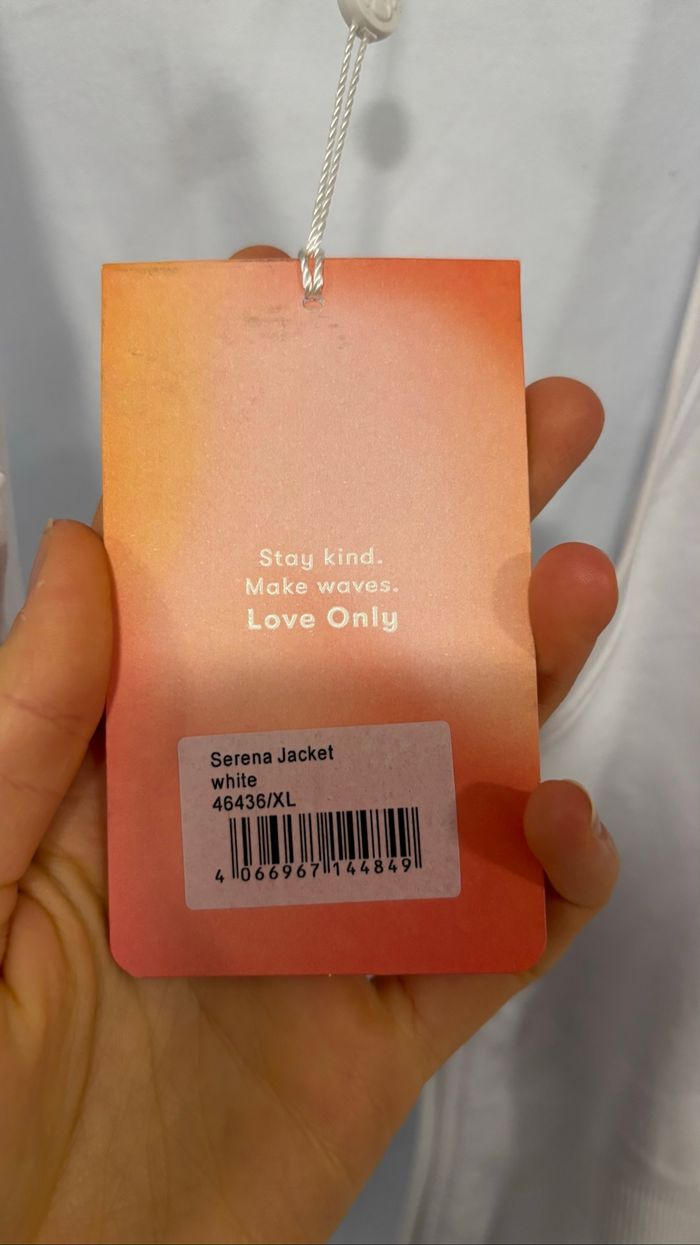 Stay kind.
Make waves.
Love Only
Serena Jacket
white
46436/XL
4 066967 144849